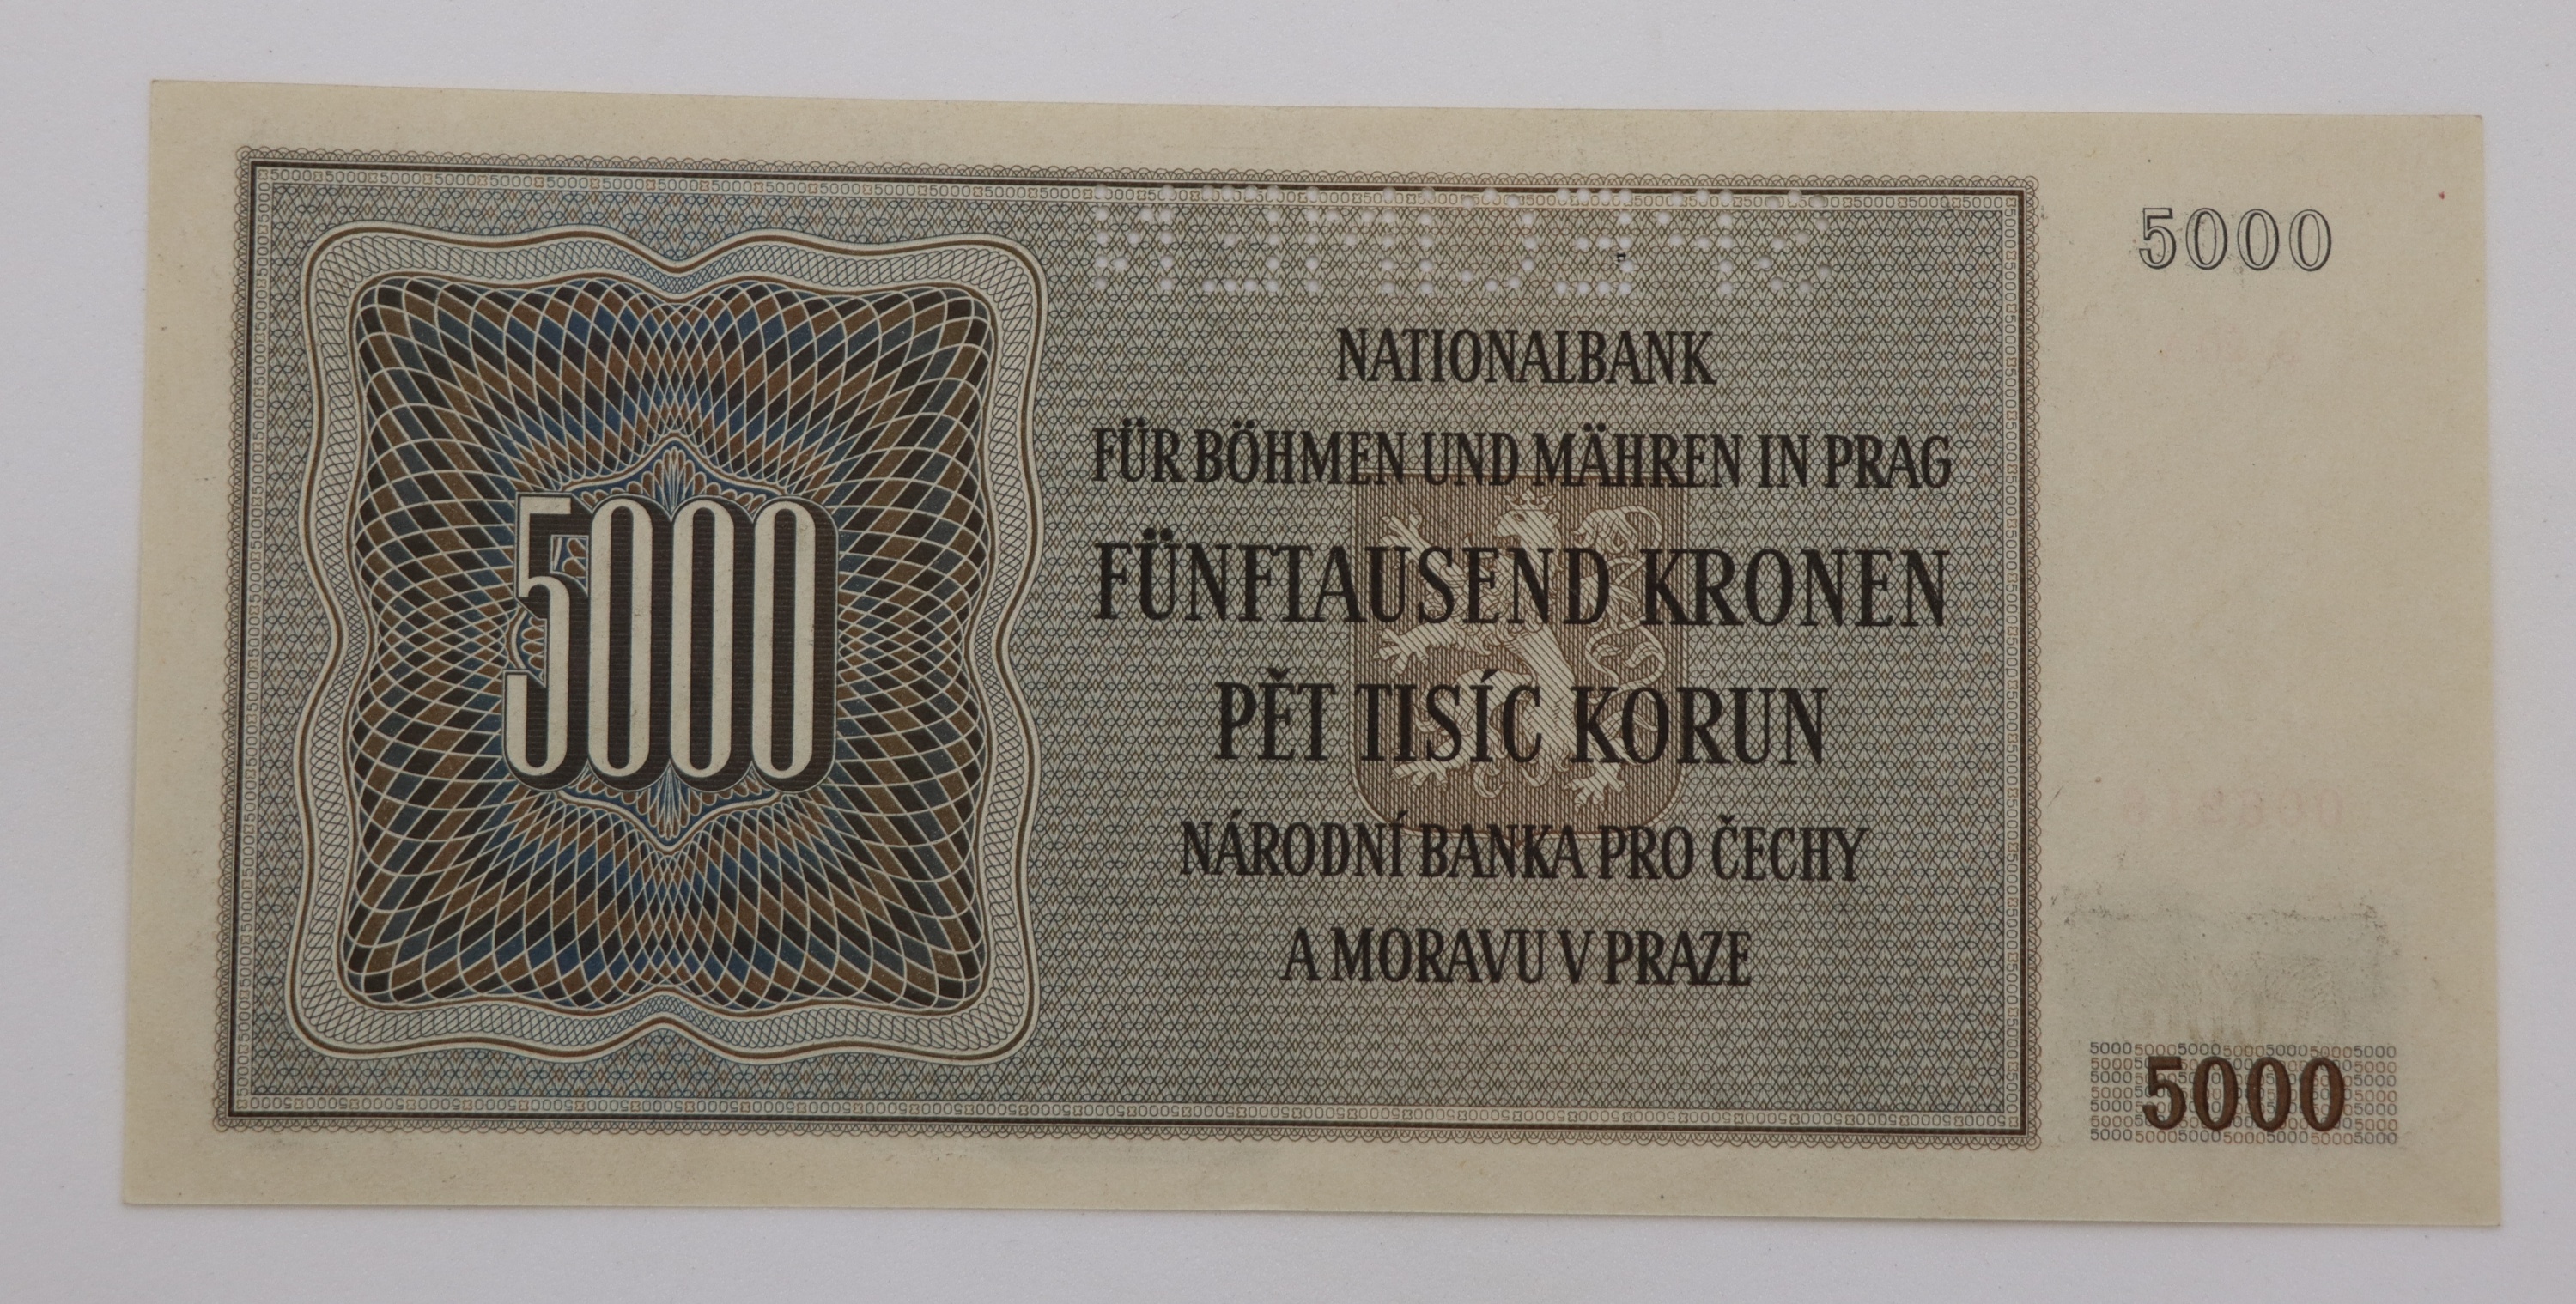 5000
NATIONALBANK
FÜR BÖHMEN UND MÄHREN IN PRAG
FÜNFTAUSEND KRONEN
PĚT TISÍC KORUN
NÁRODNÍ BANKA PRO ČECHY
A MORAVU V PRAZE
5000
5000